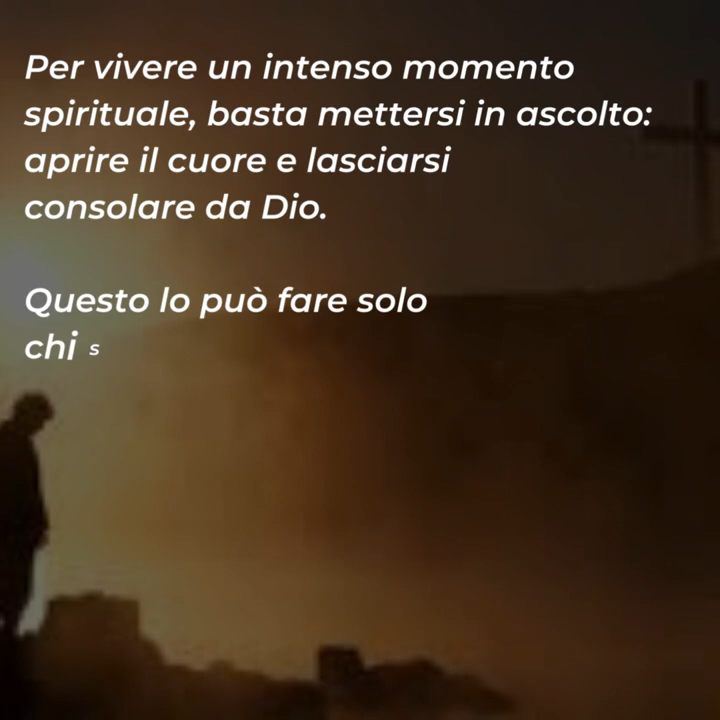 Per vivere un intenso momento
spirituale, basta mettersi in ascolto:
aprire il cuore e lasciarsi
consolare da Dio.
Questo lo può fare solo
chi s